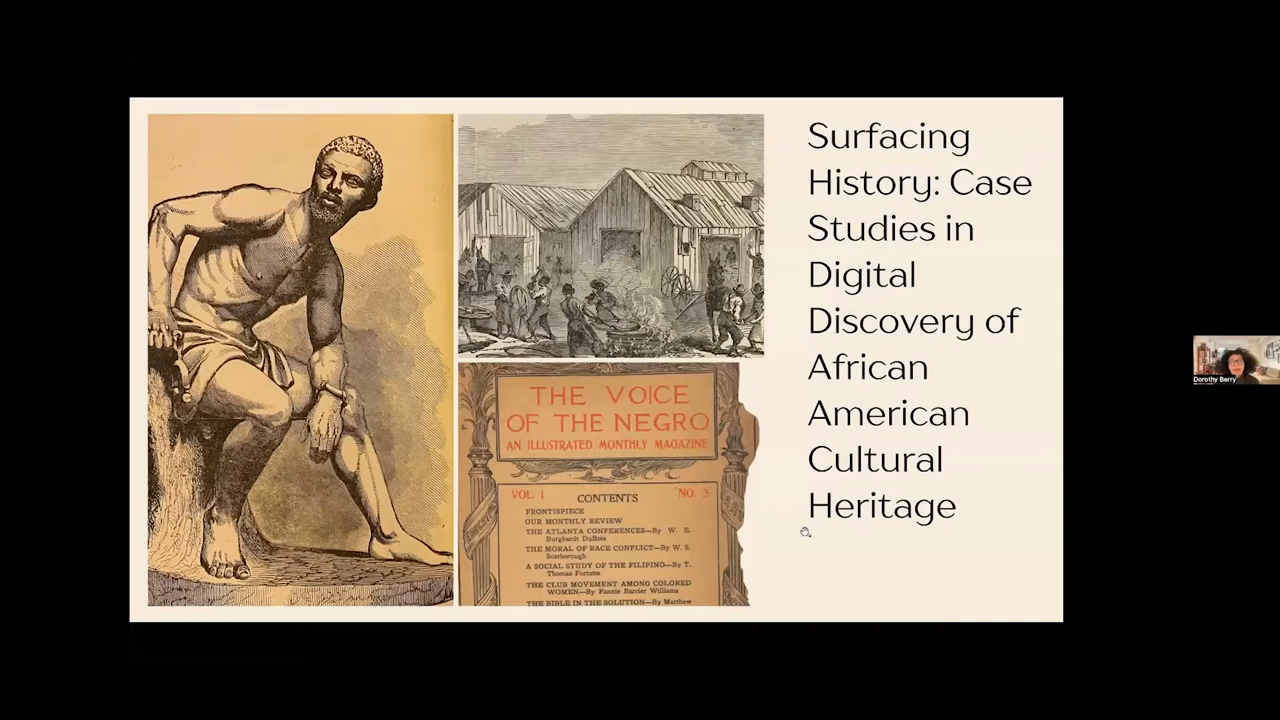 Surfacing
History: Case
Studies in
Digital
Discovery of
African
American
Cultural
Heritage
THE VOICE
OF THE NEGRO
AN ILLUSTRATED MONTHLY MAGAZINE
VOL. I CONTENTS NO. 3
FRONTISPIECE
OUR MONTHLY REVIEW
THE ATLANTA CONFERENCES—By W. E.
Burghardt DuBois
THE MORAL OF RACE CONFLICT—By W. S.
Scarborough
A SOCIAL STUDY OF THE FILIPINO—By T.
Thomas Fortune
THE CLUB MOVEMENT AMONG COLORED
WOMEN—By Fannie Barrier Williams
THE BIBLE IN THE SOLUTION—By Matthew
Dorothy Berry